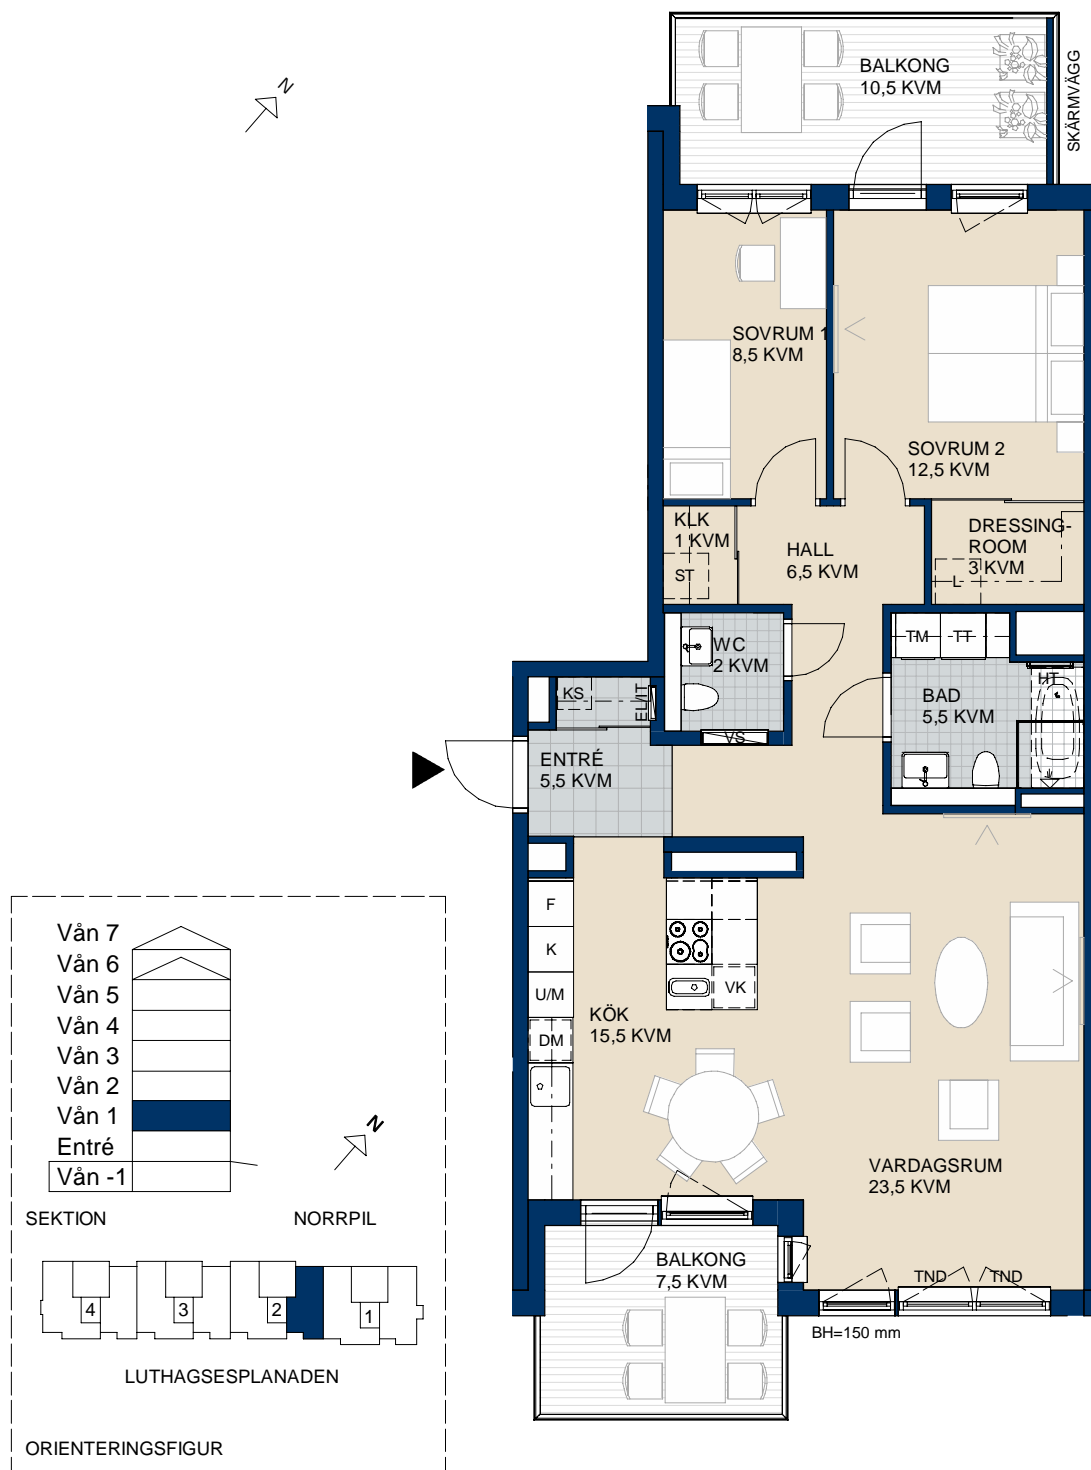 N
BALKONG
10,5 KVM
SKÄRMVÄGG
SOVRUM 1
8,5 KVM
SOVRUM 2
12,5 KVM
KLK
1 KVM
ST
HALL
6,5 KVM
DRESSING-
ROOM
3 KVM
L
WC
2 KVM
TM
TT
HT
BAD
5,5 KVM
KS
EL/IT
VS
ENTRÉ
5,5 KVM
F
K
U/M
DM
VK
KÖK
15,5 KVM
VARDAGSRUM
23,5 KVM
BALKONG
7,5 KVM
TND
TND
BH=150 mm
Vån 7
Vån 6
Vån 5
Vån 4
Vån 3
Vån 2
Vån 1
Entré
Vån -1
N
SEKTION
NORRPIL
4
3
2
1
LUTHAGSESPLANADEN
ORIENTERINGSFIGUR